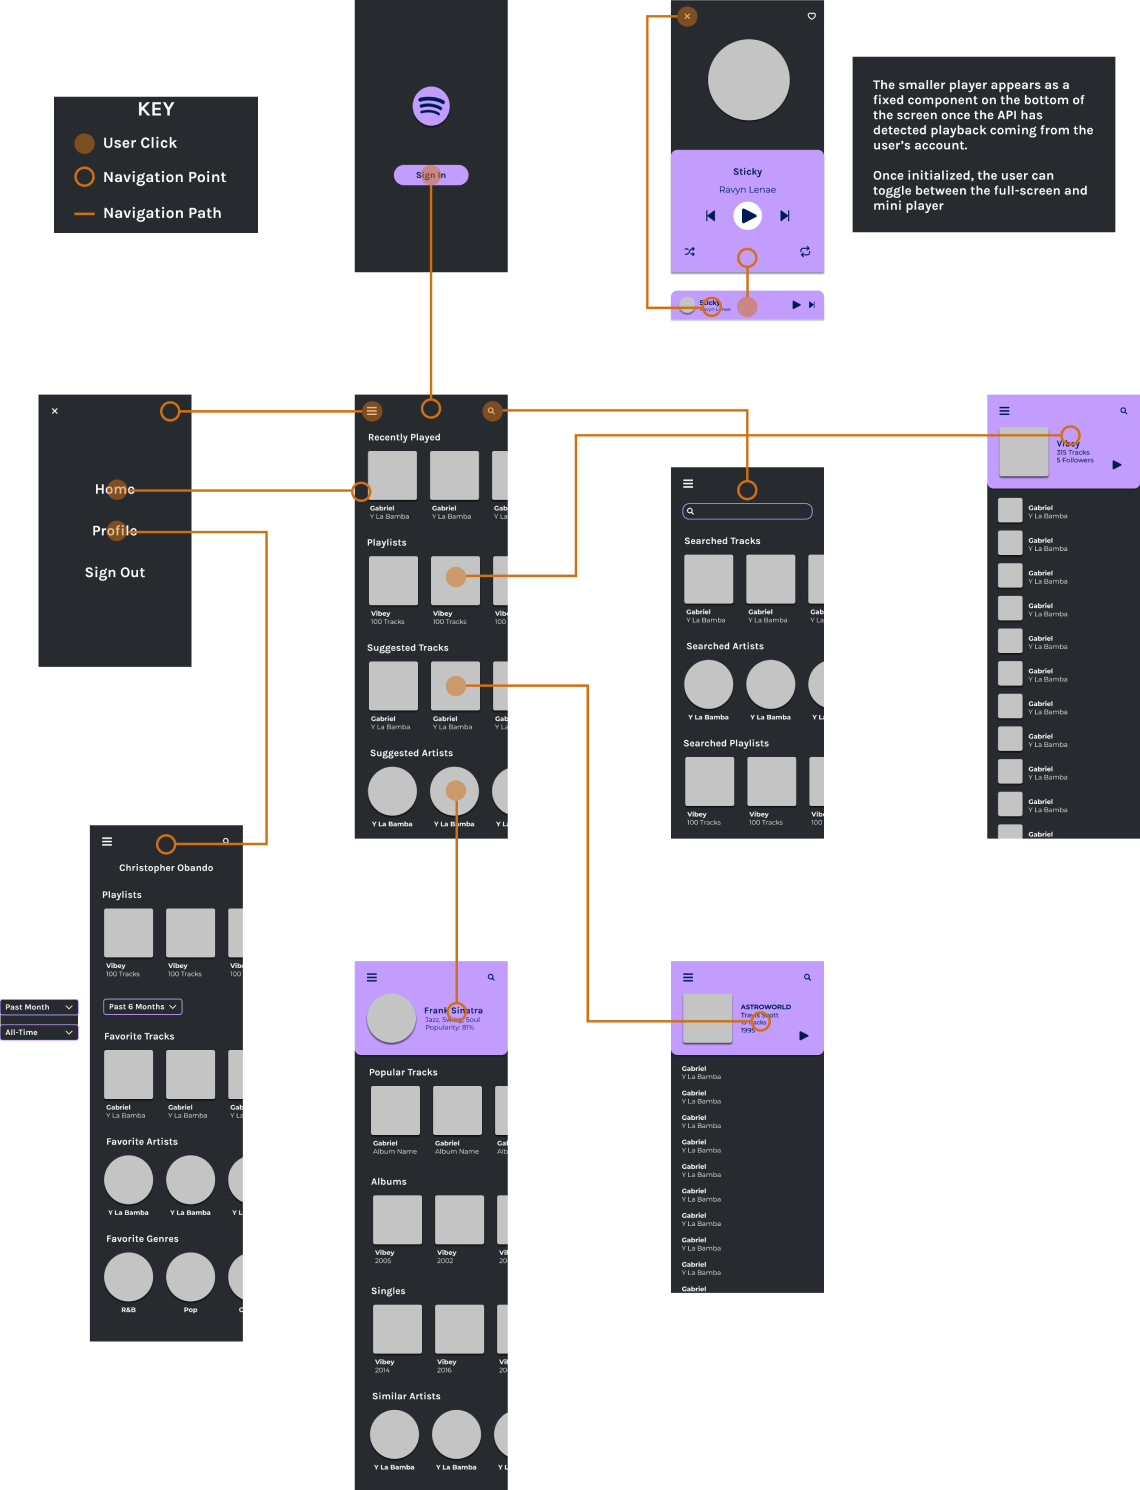 KEY
User Click
Navigation Point
Navigation Path
Sign In
Sticky
Ravyn Lenae
Sticky
Ravyn Lenae
The smaller player appears as a
fixed component on the bottom of
the screen once the API has
detected playback coming from the
user's account.
Once initialized, the user can
toggle between the full-screen and
mini player
Home
Profile
Sign Out
Recently Played
Gabriel Gabriel Gab
Y La Bamba Y La Bamba Y La
Playlists
Vibey Vibey Vibe
100 Tracks 100 Tracks 100
Suggested Tracks
Gabriel Gabriel Gab
Y La Bamba Y La Bamba Y La
Suggested Artists
Y La Bamba Y La Bamba Y La
Searched Tracks
Gabriel Gabriel Gab
Y La Bamba Y La Bamba Y La
Searched Artists
Y La Bamba Y La Bamba Y La
Searched Playlists
Vibey Vibey Vibe
100 Tracks 100 Tracks 100
Vibey
315 Tracks
5 Followers
Gabriel
Y La Bamba
Gabriel
Y La Bamba
Gabriel
Y La Bamba
Gabriel
Y La Bamba
Gabriel
Y La Bamba
Gabriel
Y La Bamba
Gabriel
Y La Bamba
Gabriel
Y La Bamba
Gabriel
Y La Bamba
Gabriel
Y La Bamba
Gabriel
Christopher Obando
Playlists
Vibey Vibey Vibe
100 Tracks 100 Tracks 100
Past Month
All-Time
Past 6 Months
Favorite Tracks
Gabriel Gabriel Gab
Y La Bamba Y La Bamba Y La
Favorite Artists
Y La Bamba Y La Bamba Y L
Favorite Genres
R&B Pop C
Frank Sinatra
Jazz, Swing, Soul
Popularity: 81%
Popular Tracks
Gabriel Gabriel Gal
Album Name Album Name Alb
Albums
Vibey Vibey Vil
2005 2002 20
Singles
Vibey Vibey Vil
2014 2016 20
Similar Artists
Y La Bamba Y La Bamba Y L
ASTROWORLD
Travis Scott
Tracks
1995
Gabriel
Y La Bamba
Gabriel
Y La Bamba
Gabriel
Y La Bamba
Gabriel
Y La Bamba
Gabriel
Y La Bamba
Gabriel
Y La Bamba
Gabriel
Y La Bamba
Gabriel
Y La Bamba
Gabriel
Y La Bamba
Gabriel